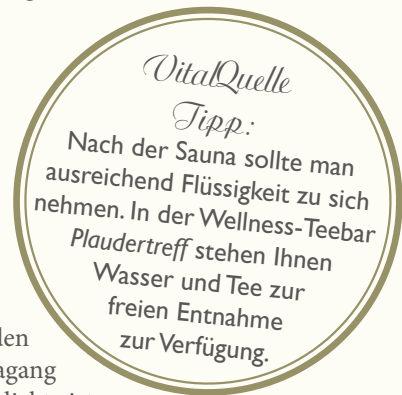 VitalQuelle
Tipp:
Nach der Sauna sollte man
ausreichend Flüssigkeit zu sich
nehmen. In der Wellness-Teebar
Plaudertreff stehen Ihnen
Wasser und Tee zur
freien Entnahme
zur Verfügung.